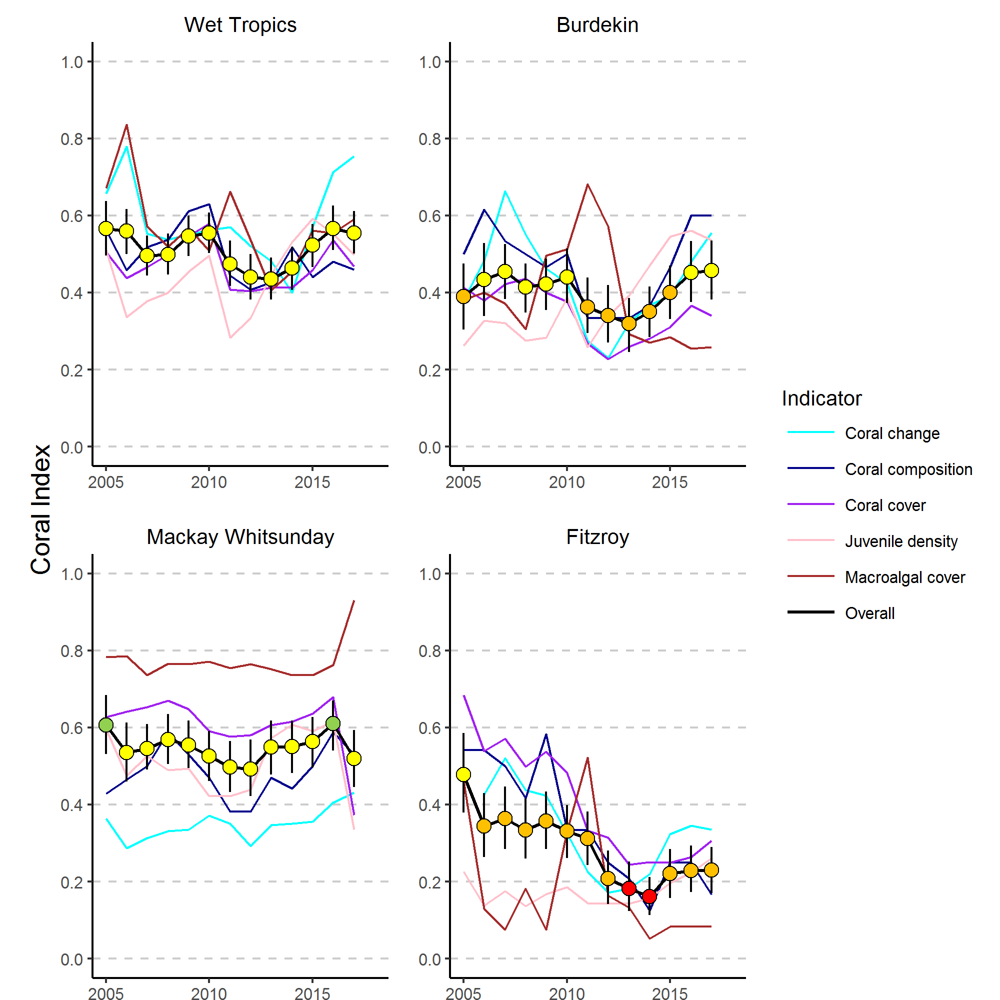 Wet Tropics
Burdekin
1.0
0.8
0.6
0.4
0.2
0.0
2005 2010 2015
1.0
0.8
0.6
0.4
0.2
0.0
2005 2010 2015
Coral Index
Mackay Whitsunday
Fitzroy
1.0
0.8
0.6
0.4
0.2
0.0
2005 2010 2015
1.0
0.8
0.6
0.4
0.2
0.0
2005 2010 2015
Indicator
Coral change
Coral composition
Coral cover
Juvenile density
Macroalgal cover
Overall